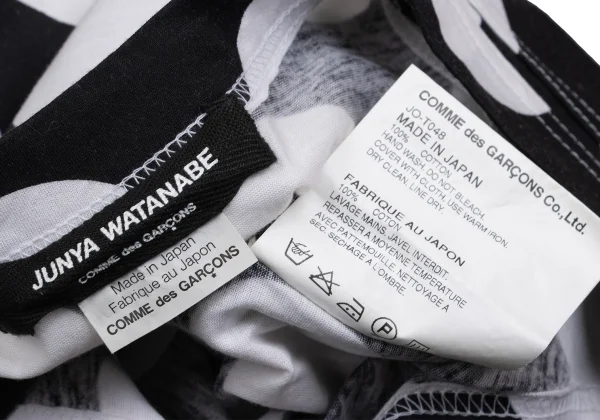 JUNYA WATANABE
COMME des GARÇONS
Made in Japan
Fabriqué au Japon
COMME des GARÇONS
COMME des GARÇONS Co., Ltd.
JO-T048
MADE IN JAPAN
100% COTTON
HAND WASH. DO NOT BLEACH.
COVER WITH CLOTH, USE WARM IRON.
DRY CLEAN, LINE DRY.
FABRIQUE AU JAPON
100% COTON
LAVAGE MAINS, JAVEL INTERDIT.
REPASSER A MOYENNE TEMPERATURE
AVEC PATTEMOUILLE. NETTOYAGE A
SEC. SECHAGE A L'OMBRE.
P